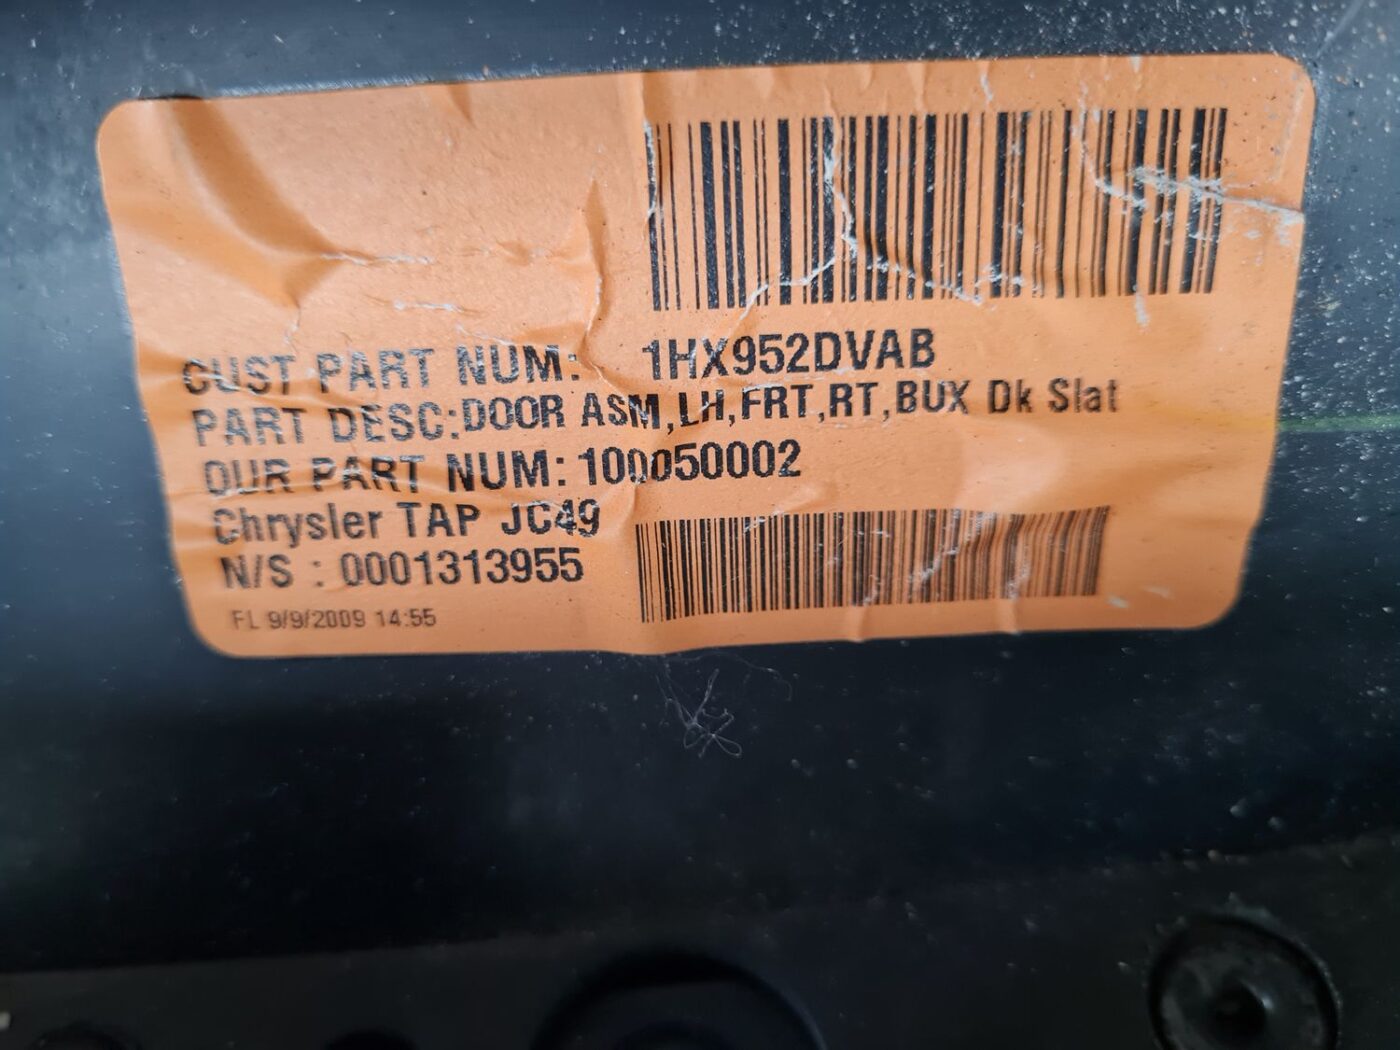 CUST PART NUM: 1HX952DVAB
PART DESC:DOOR ASM,LH,FRT,RT,BUX Dk Slat
OUR PART NUM:100050002
Chrysler TAP JC49
N/S : 0001313955
FL 9/9/2009 14:55